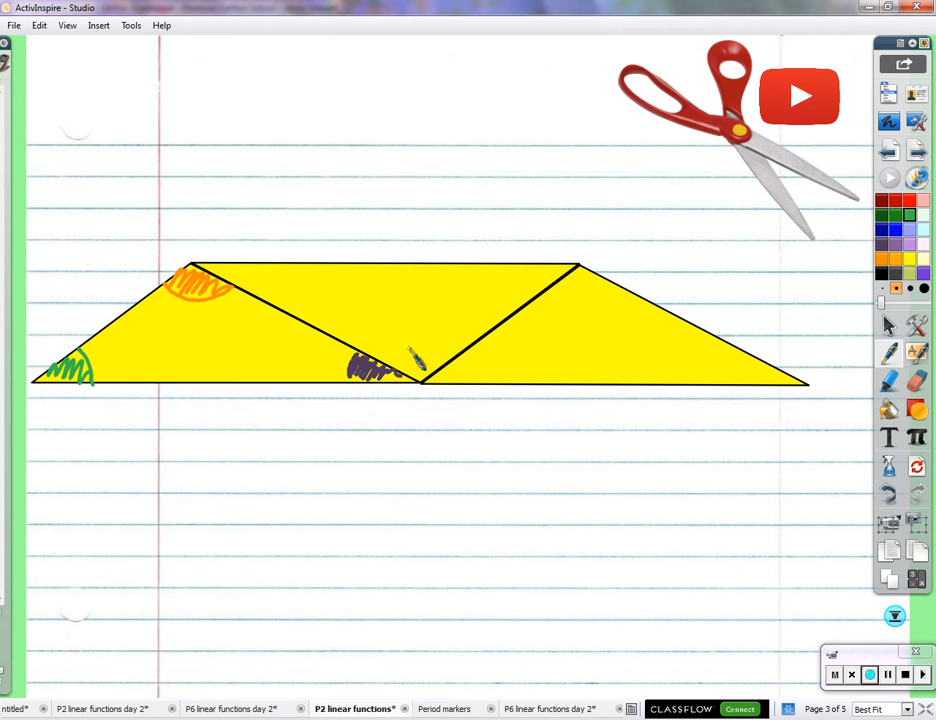 ActivInspire - Studio
File Edit View Insert Tools Help
T π
M
ntitled* P2 linear functions day 2* P6 linear functions day 2* P2 linear functions* Period markers P6 linear functions day 2* CLASSFLOW Connect Page 3 of 5 Best Fit